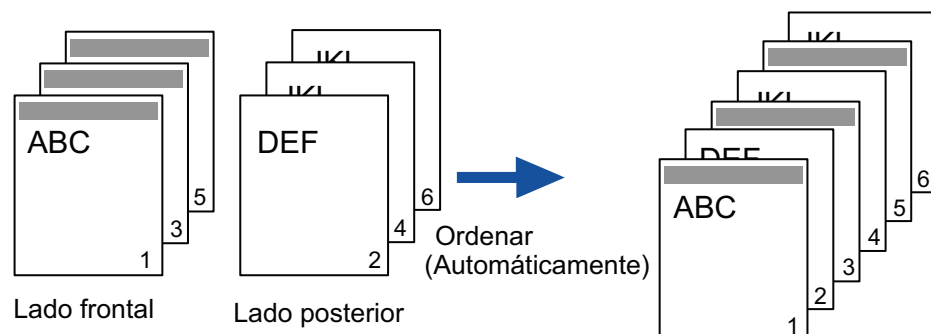 ABC
5
3
1
Lado frontal
DEF
6
4
2
Lado posterior
Ordenar
(Automáticamente)
DEF
ABC
6
5
4
3
2
1